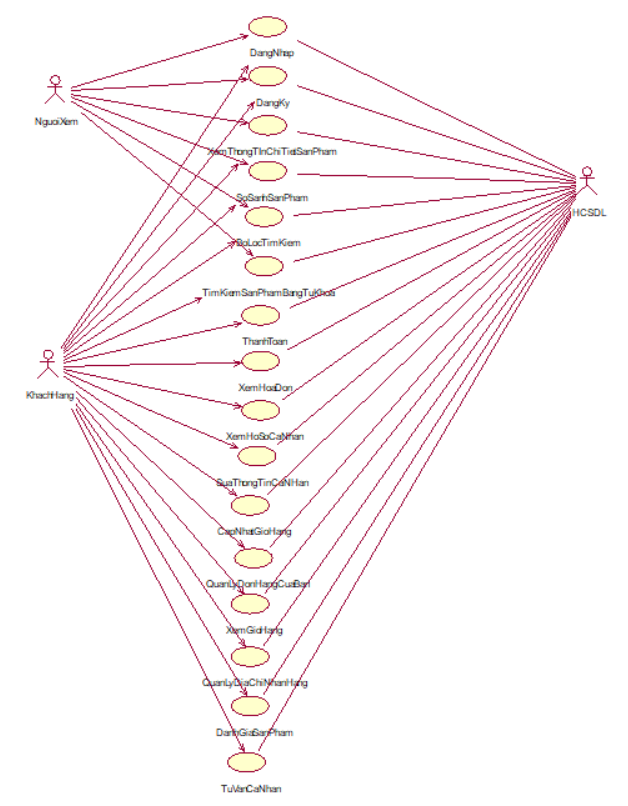 DangNhap
NguoiXem
DangKy
XemThongTInChiTietSanPham
SoSanhSanPham
HCSDL
BoLocTimKiem
TimKiemSanPhamBangTuKhoa
ThanhToan
XemHoaDon
KhachHang
XemHoSoCaNhan
SuaThongTinCaNHan
CapNhatGioHang
QuanLyDonHangCuaBan
XemGioHang
QuanLyDiaChiNhanHang
DanhGiaSanPham
TuVanCaNhan